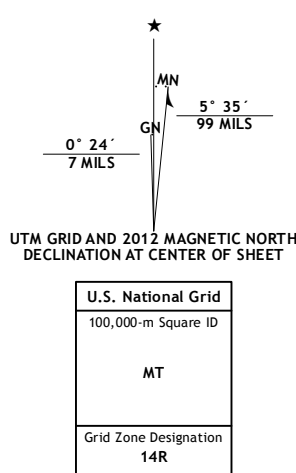 ★
MN
GN
5° 35´
99 MILS
0° 24´
7 MILS
UTM GRID AND 2012 MAGNETIC NORTH
DECLINATION AT CENTER OF SHEET
U.S. National Grid
100,000-m Square ID
MT
Grid Zone Designation
14R